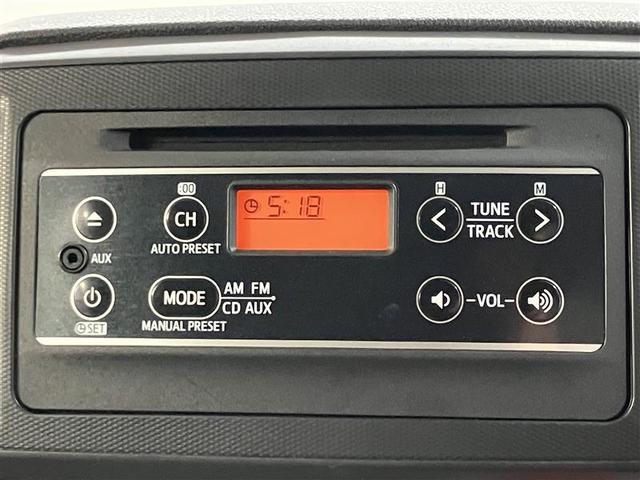 :00
CH
AUTO PRESET
5:18
H
M
TUNE
TRACK
AUX
SET
MODE
AM FM
CD AUX
MANUAL PRESET
VOL